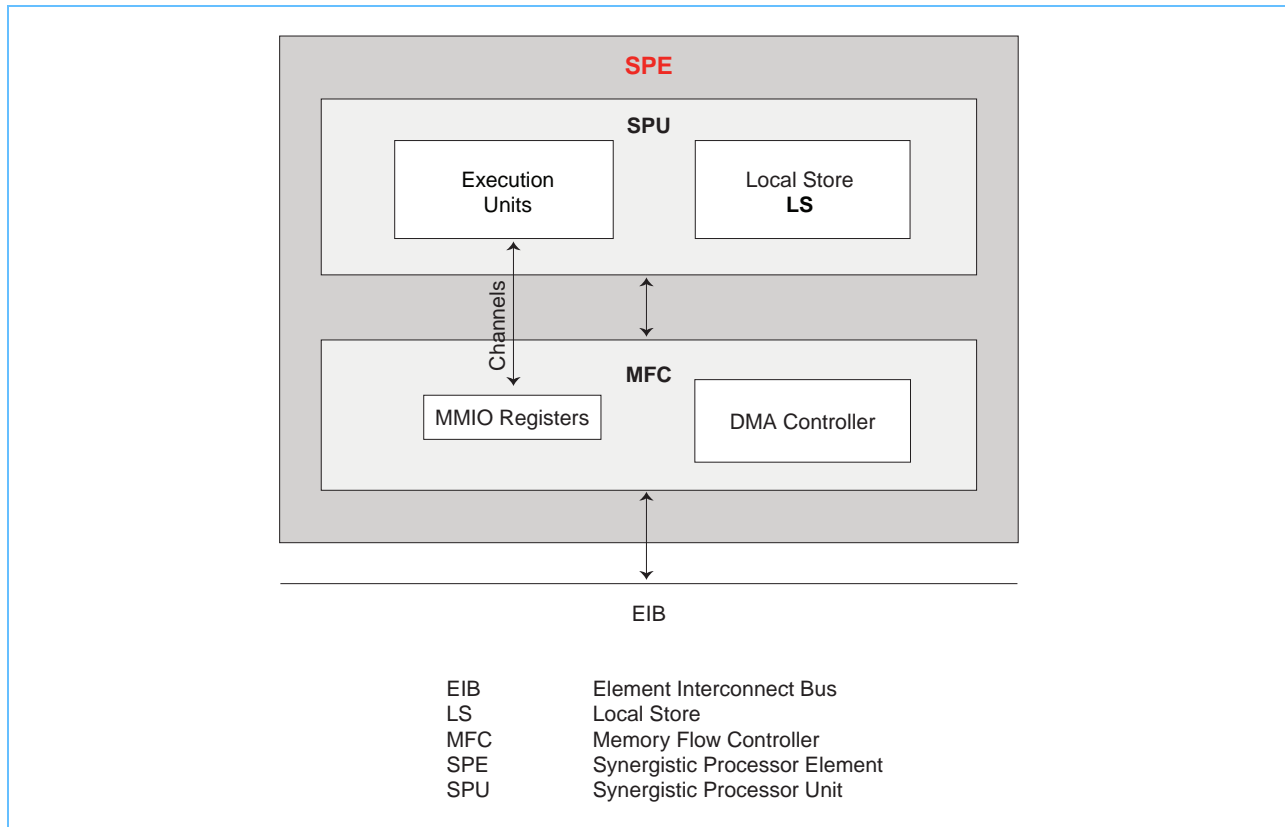 SPE
SPU
Execution
Units
Local Store
LS
Channels
MFC
MMIO Registers
DMA Controller
EIB
EIB Element Interconnect Bus
LS Local Store
MFC Memory Flow Controller
SPE Synergistic Processor Element
SPU Synergistic Processor Unit